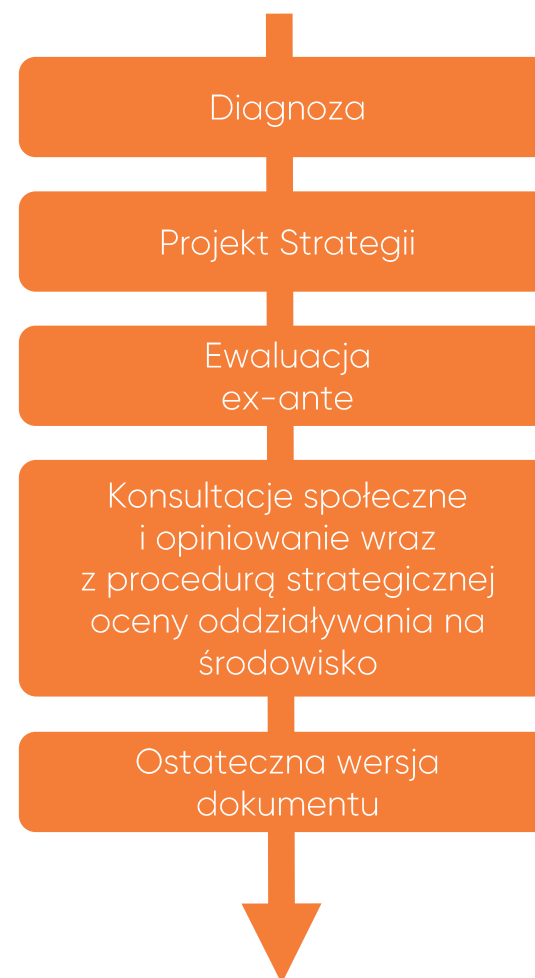 Diagnoza
Projekt Strategii
Ewaluacja
ex-ante
Konsultacje społeczne
i opiniowanie wraz
z procedurą strategicznej
oceny oddziaływania na
środowisko
Ostateczna wersja
dokumentu